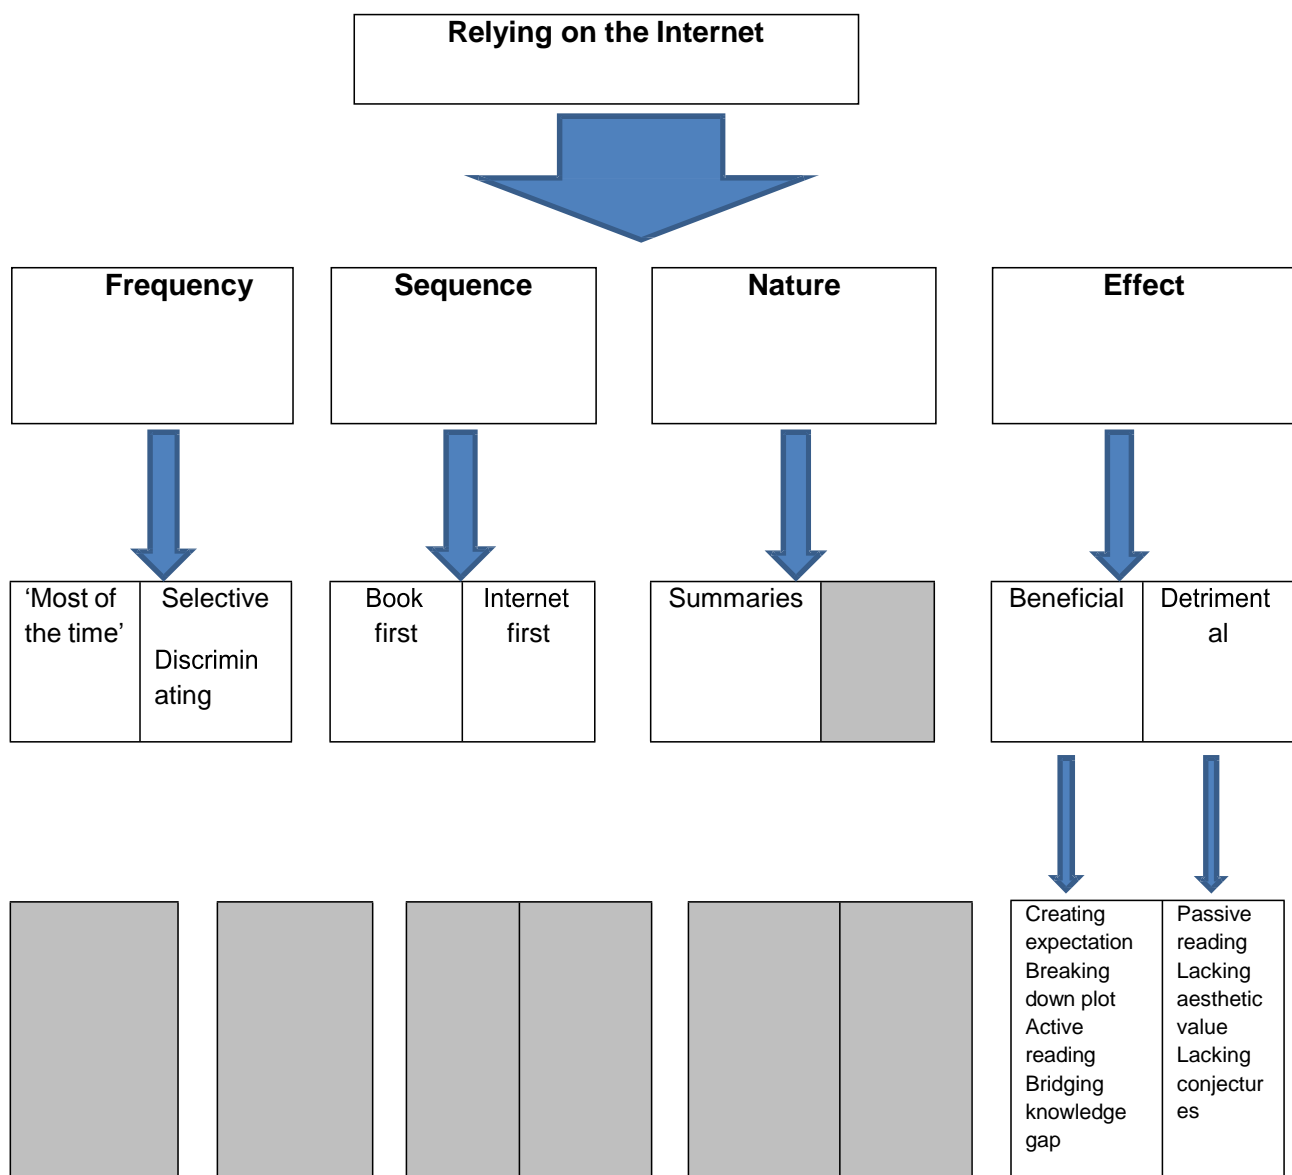 Relying on the Internet
Frequency
Sequence
Nature
Effect
‘Most of
the time’
Selective
Discrimin
ating
Book
first
Internet
first
Summaries
Beneficial
Detriment
al
Creating
expectation
Breaking
down plot
Active
reading
Bridging
knowledge
gap
Passive
reading
Lacking
aesthetic
value
Lacking
conjectur
es